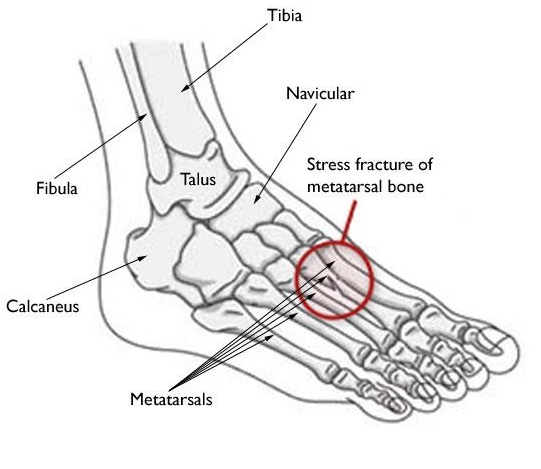 Tibia
Navicular
Stress fracture of
metatarsal bone
Talus
Fibula
Calcaneus
Metatarsals